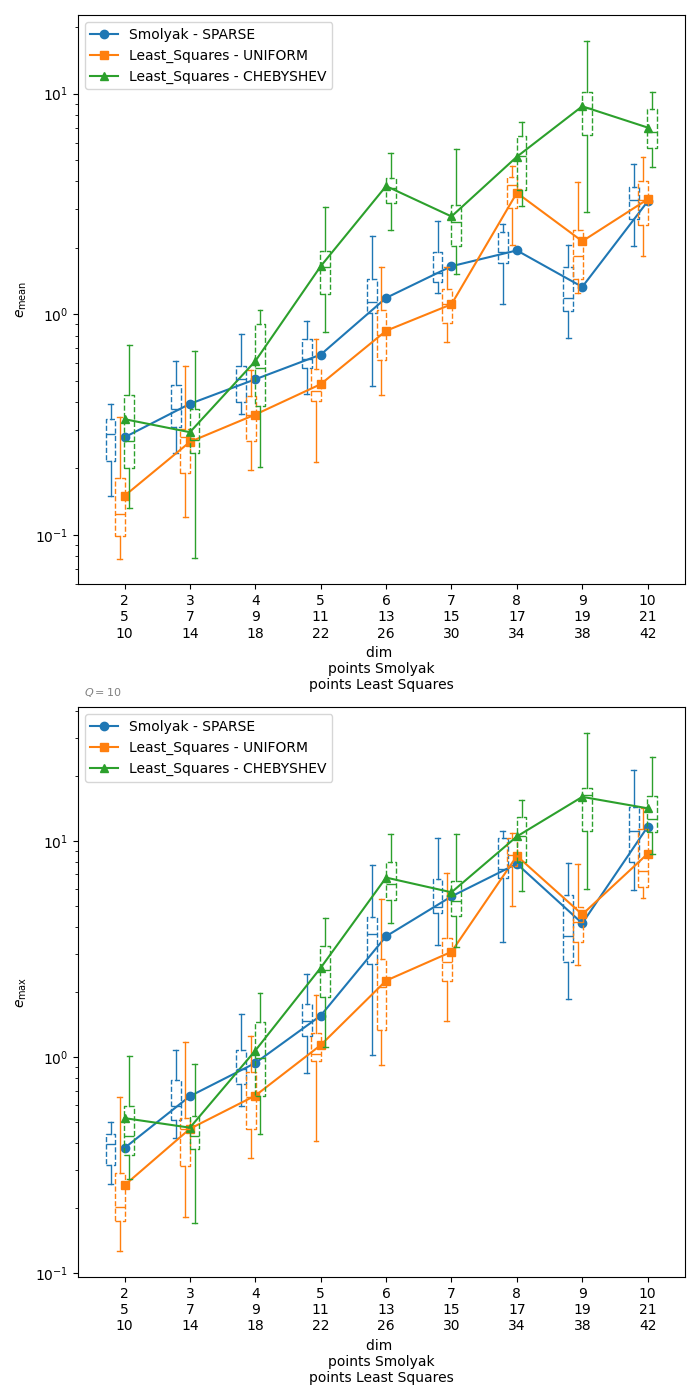 Smolyak - SPARSE
Least_Squares - UNIFORM
Least_Squares - CHEBYSHEV
10¹
10⁰
10⁻¹
e_mean
2 3 4 5 6 7 8 9 10
5 7 9 11 13 15 17 19 21
10 14 18 22 26 30 34 38 42
dim
points Smolyak
points Least Squares
Q = 10
Smolyak - SPARSE
Least_Squares - UNIFORM
Least_Squares - CHEBYSHEV
10¹
10⁰
10⁻¹
e_max
2 3 4 5 6 7 8 9 10
5 7 9 11 13 15 17 19 21
10 14 18 22 26 30 34 38 42
dim
points Smolyak
points Least Squares